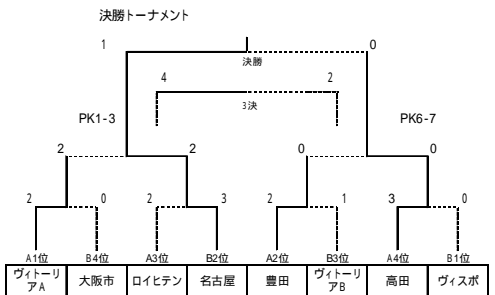 決勝トーナメント
1 0
決勝
4 2
3決
PK1-3 PK6-7
2 2 0 0
2 0 2 3 2 1 3 0
A1位 B4位 A3位 B2位 A2位 B3位 A4位 B1位
ヴィトーリアA 大阪市 ロイヒテン 名古屋 豊田 ヴィトーリアB 高田 ヴィスポ